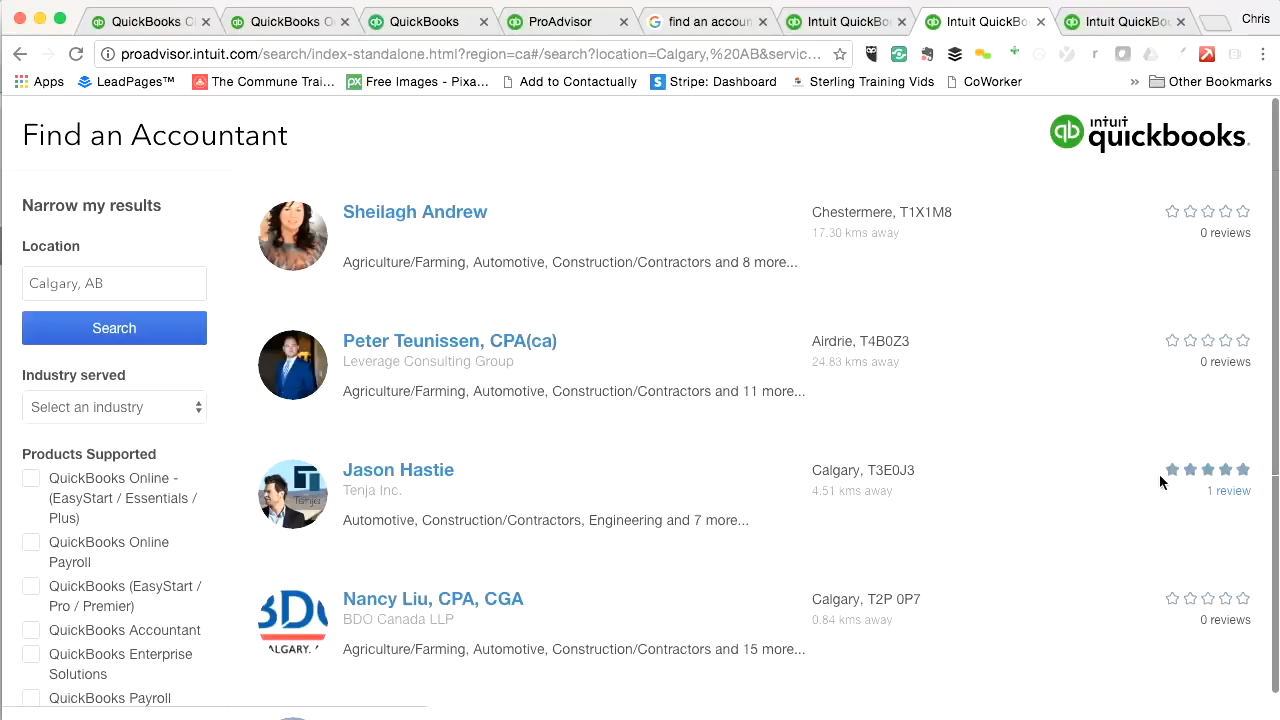 QuickBooks O
QuickBooks O
QuickBooks
ProAdvisor
find an accoun
Intuit QuickBo
Intuit QuickBo
Intuit QuickBo
Chris
proadvisor.intuit.com/search/index-standalone.html?region=ca#/search?location=Calgary,%20AB&servic...
Apps
LeadPages™
The Commune Trai...
px
Free Images - Pixa...
Add to Contactually
S
Stripe: Dashboard
Sterling Training Vids
CoWorker
»
Other Bookmarks
Find an Accountant
qb
intuit
quickbooks.
Narrow my results
Location
Calgary, AB
Search
Industry served
Select an industry
Products Supported
QuickBooks Online -
(EasyStart / Essentials /
Plus)
QuickBooks Online
Payroll
QuickBooks (EasyStart /
Pro / Premier)
QuickBooks Accountant
QuickBooks Enterprise
Solutions
QuickBooks Payroll
Sheilagh Andrew
Chestermere, T1X1M8
17.30 kms away
0 reviews
Agriculture/Farming, Automotive, Construction/Contractors and 8 more...
Peter Teunissen, CPA(ca)
Leverage Consulting Group
Airdrie, T4B0Z3
24.83 kms away
0 reviews
Agriculture/Farming, Automotive, Construction/Contractors and 11 more...
Jason Hastie
Tenja Inc.
Calgary, T3E0J3
4.51 kms away
1 review
Automotive, Construction/Contractors, Engineering and 7 more...
Tenja
Nancy Liu, CPA, CGA
BDO Canada LLP
Calgary, T2P 0P7
0.84 kms away
0 reviews
Agriculture/Farming, Automotive, Construction/Contractors and 15 more...